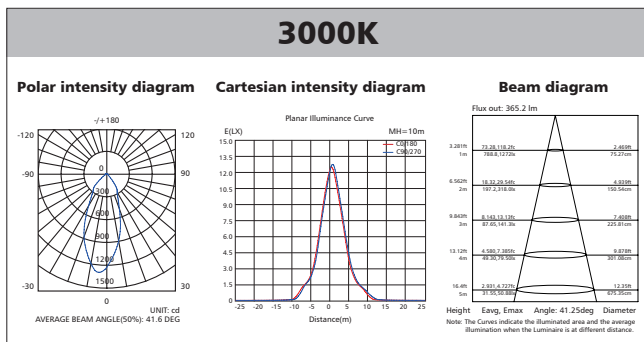 3000K
Polar intensity diagram
-/+180
-120
120
-90
90
0
300
600
900
1200
1500
-30
30
0
UNIT: cd
AVERAGE BEAM ANGLE(50%): 41.6 DEG
Cartesian intensity diagram
Planar Illuminance Curve
E(LX)
MH=10m
C0/180
C90/270
15.0
13.5
12.0
10.5
9.0
7.5
6.0
4.5
3.0
1.5
0
-25 -20 -15 -10 -5 0 5 10 15 20 25
Distance(m)
Beam diagram
Flux out: 365.2 lm
3.281ft 73.28,118.2fc 2.469ft
1m 788.8,1272lx 75.27cm
6.562ft 18.32,29.54fc 4.939ft
2m 197.2,318.0lx 150.54cm
9.843ft 8.143,13.13fc 7.408ft
3m 87.65,141.3lx 225.81cm
13.12ft 4.580,7.385fc 9.878ft
4m 49.30,79.50lx 301.08cm
16.4ft 2.931,4.727fc 12.35ft
5m 31.55,50.88lx 675.35cm
Height Eavg, Emax Angle: 41.25deg Diameter
Note: The Curves indicate the illuminated area and the average
illumination when the Luminaire is at different distance.